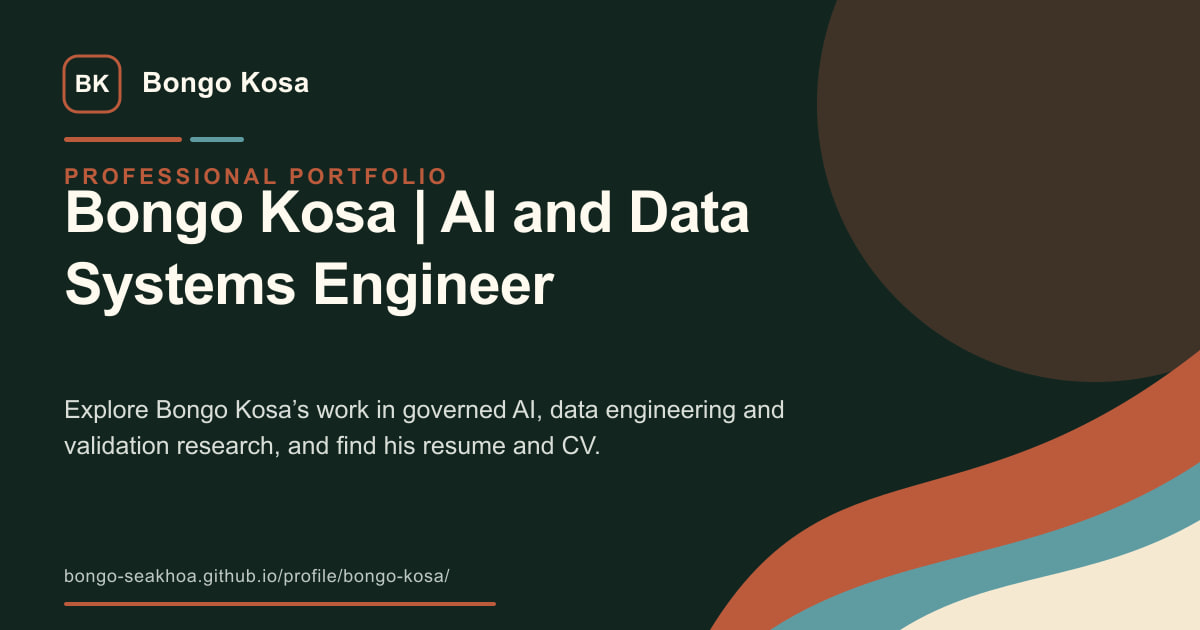 BK
Bongo Kosa
PROFESSIONAL PORTFOLIO
Bongo Kosa | AI and Data
Systems Engineer
Explore Bongo Kosa’s work in governed AI, data engineering and
validation research, and find his resume and CV.
bongo-seakhoa.github.io/profile/bongo-kosa/